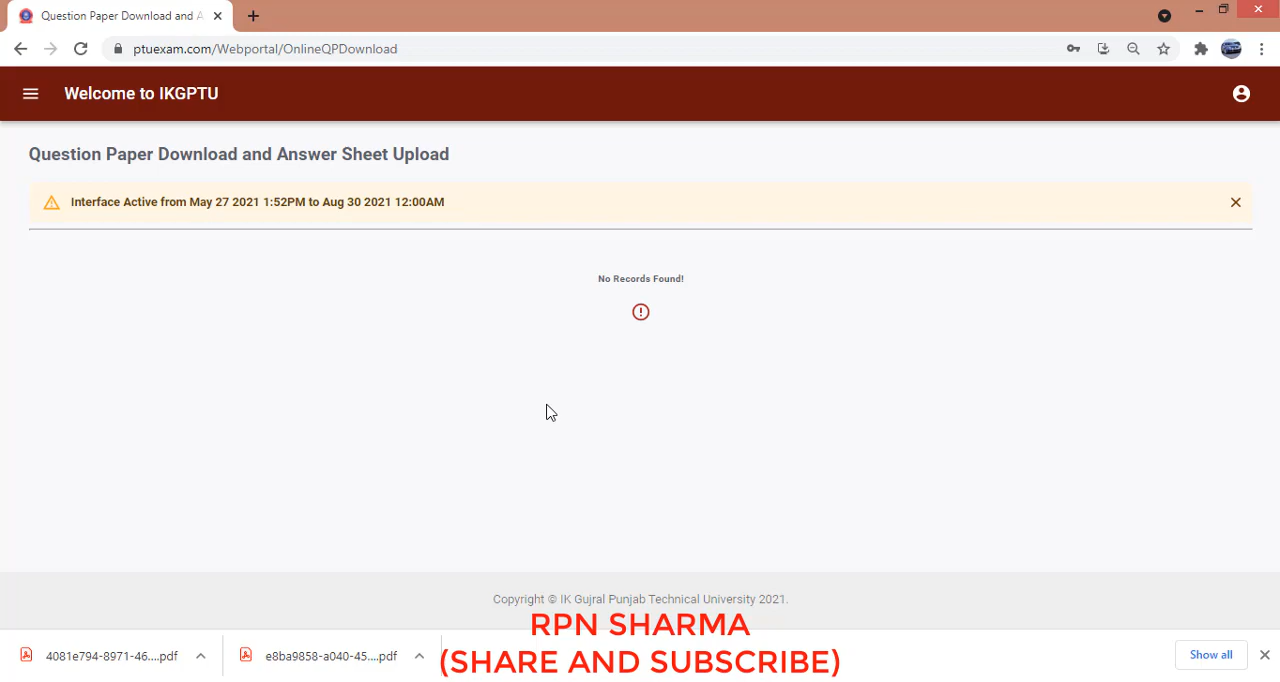 Question Paper Download and A
ptuexam.com/Webportal/OnlineQPDownload
Welcome to IKGPTU
Question Paper Download and Answer Sheet Upload
Interface Active from May 27 2021 1:52PM to Aug 30 2021 12:00AM
No Records Found!
Copyright © IK Gujral Punjab Technical University 2021.
RPN SHARMA
4081e794-8971-46....pdf
e8ba9858-a040-45....pdf
(SHARE AND SUBSCRIBE)
Show all